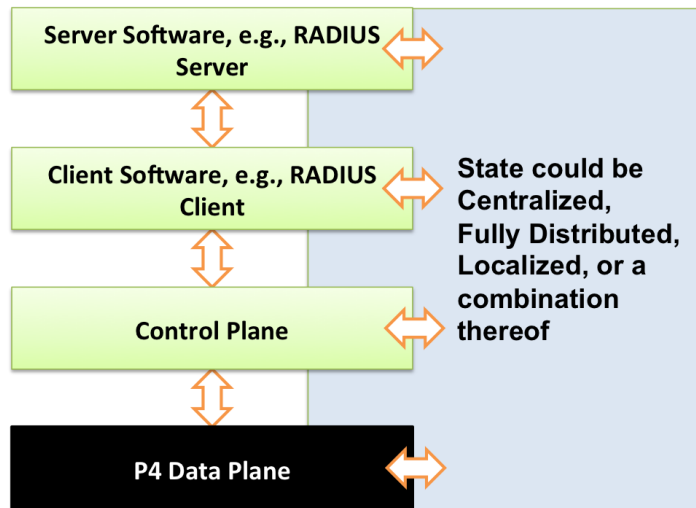 Server Software, e.g., RADIUS
Server
Client Software, e.g., RADIUS
Client
Control Plane
P4 Data Plane
State could be
Centralized,
Fully Distributed,
Localized, or a
combination
thereof